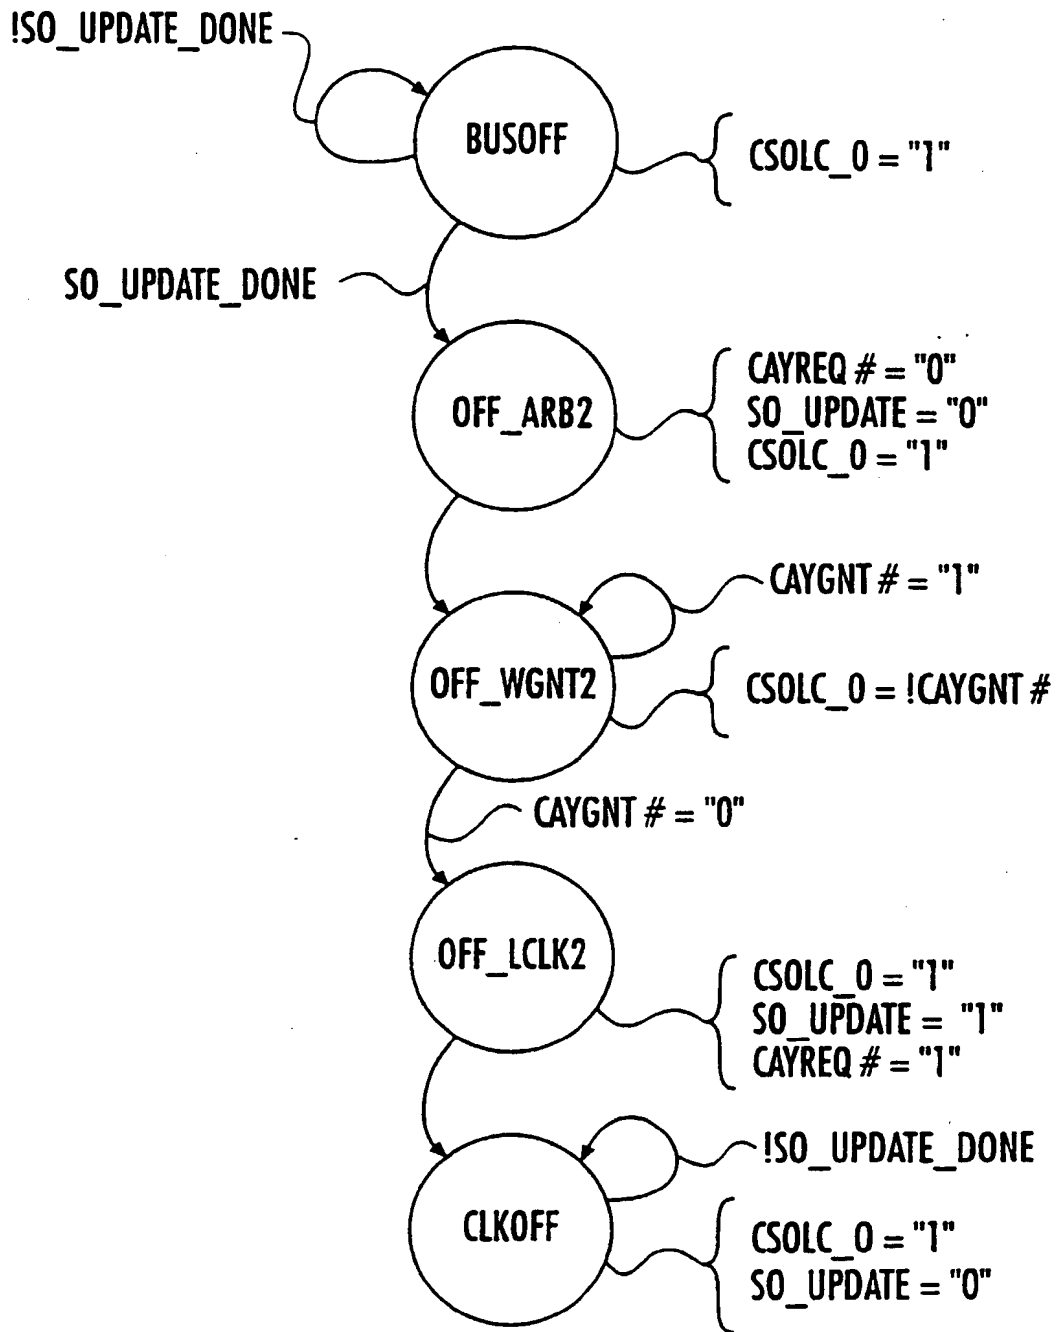 !SO_UPDATE_DONE
BUSOFF
CSOLC_0 = "1"
SO_UPDATE_DONE
OFF_ARB2
CAYREQ # = "0"
SO_UPDATE = "0"
CSOLC_0 = "1"
CAYGNT # = "1"
OFF_WGNT2
CSOLC_0 = !CAYGNT #
CAYGNT # = "0"
OFF_LCLK2
CSOLC_0 = "1"
SO_UPDATE = "1"
CAYREQ # = "1"
!SO_UPDATE_DONE
CLKOFF
CSOLC_0 = "1"
SO_UPDATE = "0"